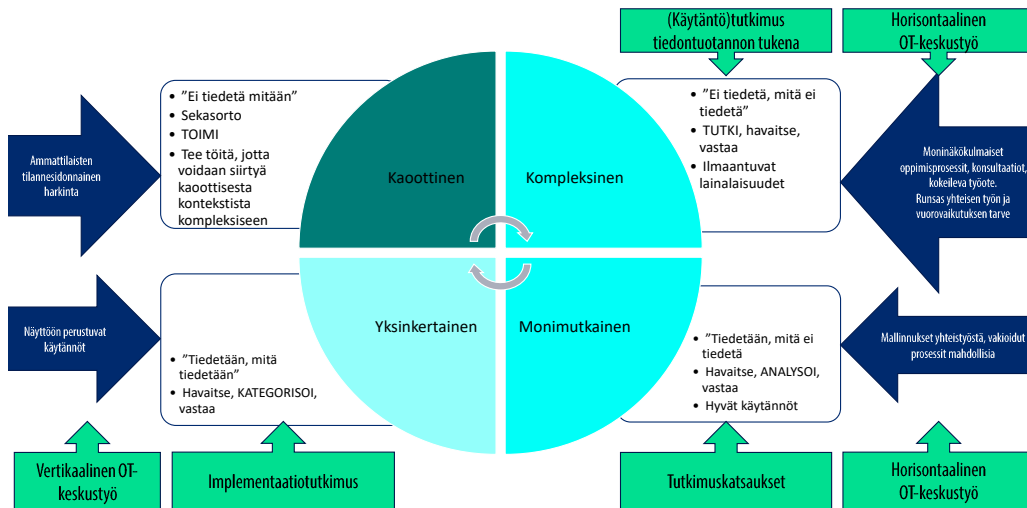 (Käytäntö)tutkimus
tiedontuotannon tukena
Horisontaalinen
OT-keskustyö
Ammattilaisten
tilannesidonnainen
harkinta
• ”Ei tiedetä mitään”
• Sekasorto
• TOIMI
• Tee töitä, jotta
voidaan siirtyä
kaoottisesta
kontekstista
kompleksiseen
Kaoottinen
Kompleksinen
• ”Ei tiedetä, mitä ei
tiedetä”
• TUTKI, havaitse,
vastaa
• Ilmaantuvat
lainalaisuudet
Moninäkökulmaiset
oppimisprosessit, konsultaatiot,
kokeileva työote.
Runsas yhteisen työn ja
vuorovaikutuksen tarve
Näyttöön perustuvat
käytännöt
• ”Tiedetään, mitä
tiedetään”
• Havaitse, KATEGORISOI,
vastaa
Yksinkertainen
Monimutkainen
• ”Tiedetään, mitä ei
tiedetä
• Havaitse, ANALYSOI,
vastaa
• Hyvät käytännöt
Mallinnukset yhteistyöstä, vakioidut
prosessit mahdollisia
Vertikaalinen OT-
keskustyö
Implementaatiotutkimus
Tutkimuskatsaukset
Horisontaalinen
OT-keskustyö